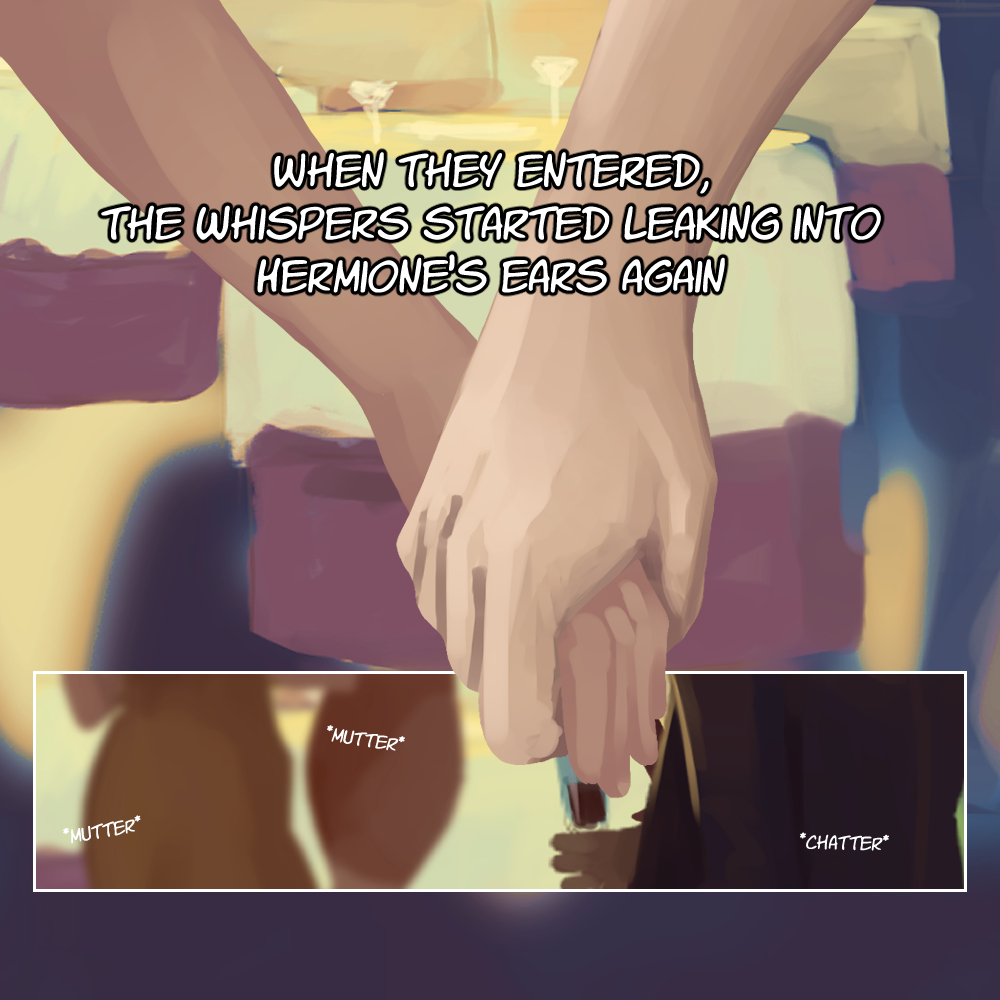 WHEN THEY ENTERED,
THE WHISPERS STARTED LEAKING INTO
HERMIONE'S EARS AGAIN
*MUTTER*
*MUTTER*
*CHATTER*